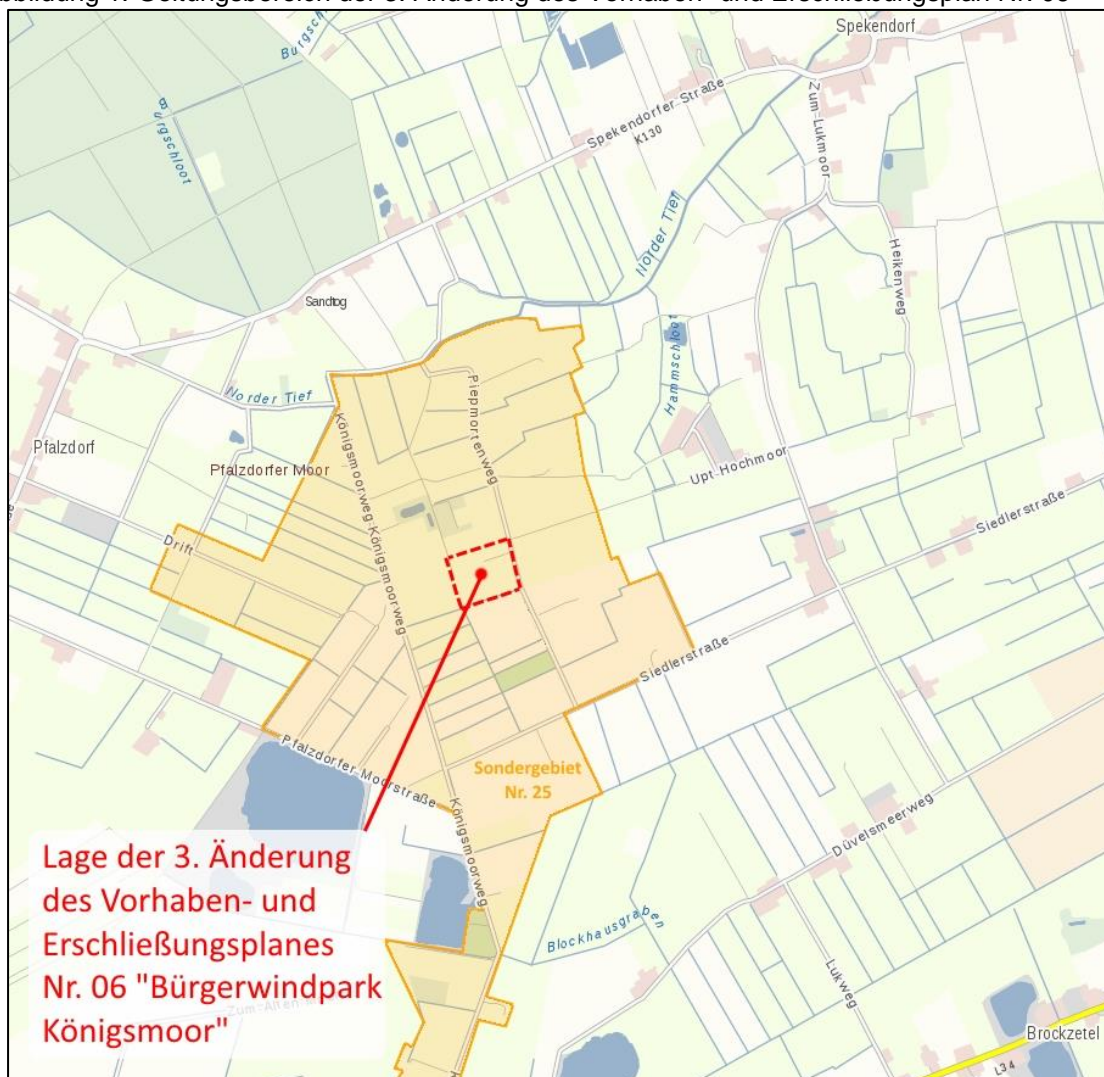 Abbildung 1: Geltungsbereich der 3. Änderung des Vorhaben- und Erschließungsplan Nr. 06
Spekendorf
Burgschloot
Burgschloot
Zum-Lukmoor
Spekendorfer Straße
K130
Norder Tief
Heikenweg
Sandtog
Hammschloot
Piepmortenweg
Norder Tief
Königsmoorweg-Königsmoorweg
Pfalzdorf
Pfalzdorfer Moor
Upt-Hochmoor
Siedlerstraße
Drift
Siedlerstraße
Pfalzdorfer-Moorstraße
Sondergebiet
Nr. 25
Königsmoorweg
Düvelsmeerweg
Lage der 3. Änderung
des Vorhaben- und
Erschließungsplanes
Nr. 06 "Bürgerwindpark
Königsmoor"
Blockhausgraben
Lukweg
Zum-Alten-
Brockzetel
L34